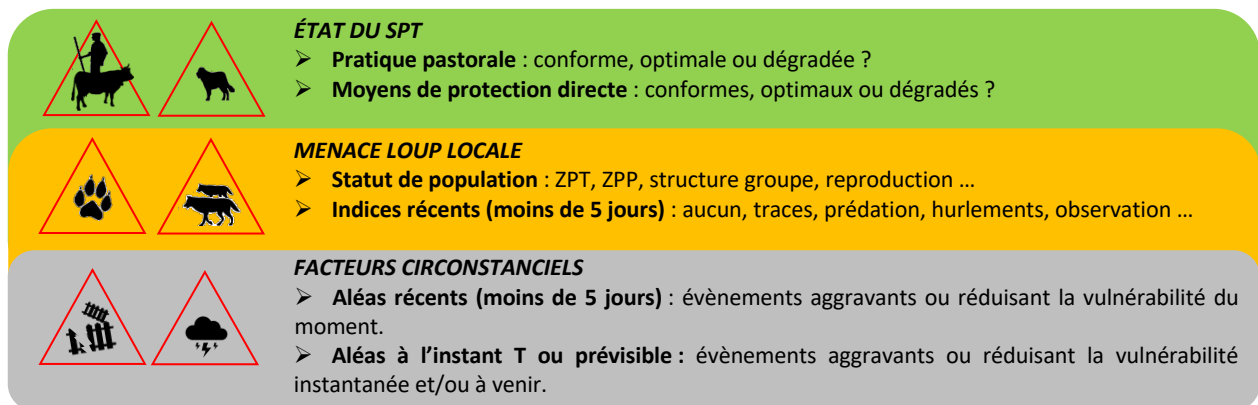 ÉTAT DU SPT
➢ Pratique pastorale : conforme, optimale ou dégradée ?
➢ Moyens de protection directe : conformes, optimaux ou dégradés ?
MENACE LOUP LOCALE
➢ Statut de population : ZPT, ZPP, structure groupe, reproduction …
➢ Indices récents (moins de 5 jours) : aucun, traces, prédation, hurlements, observation …
FACTEURS CIRCONSTANCIELS
➢ Aléas récents (moins de 5 jours) : évènements aggravants ou réduisant la vulnérabilité du
moment.
➢ Aléas à l’instant T ou prévisible : évènements aggravants ou réduisant la vulnérabilité
instantanée et/ou à venir.